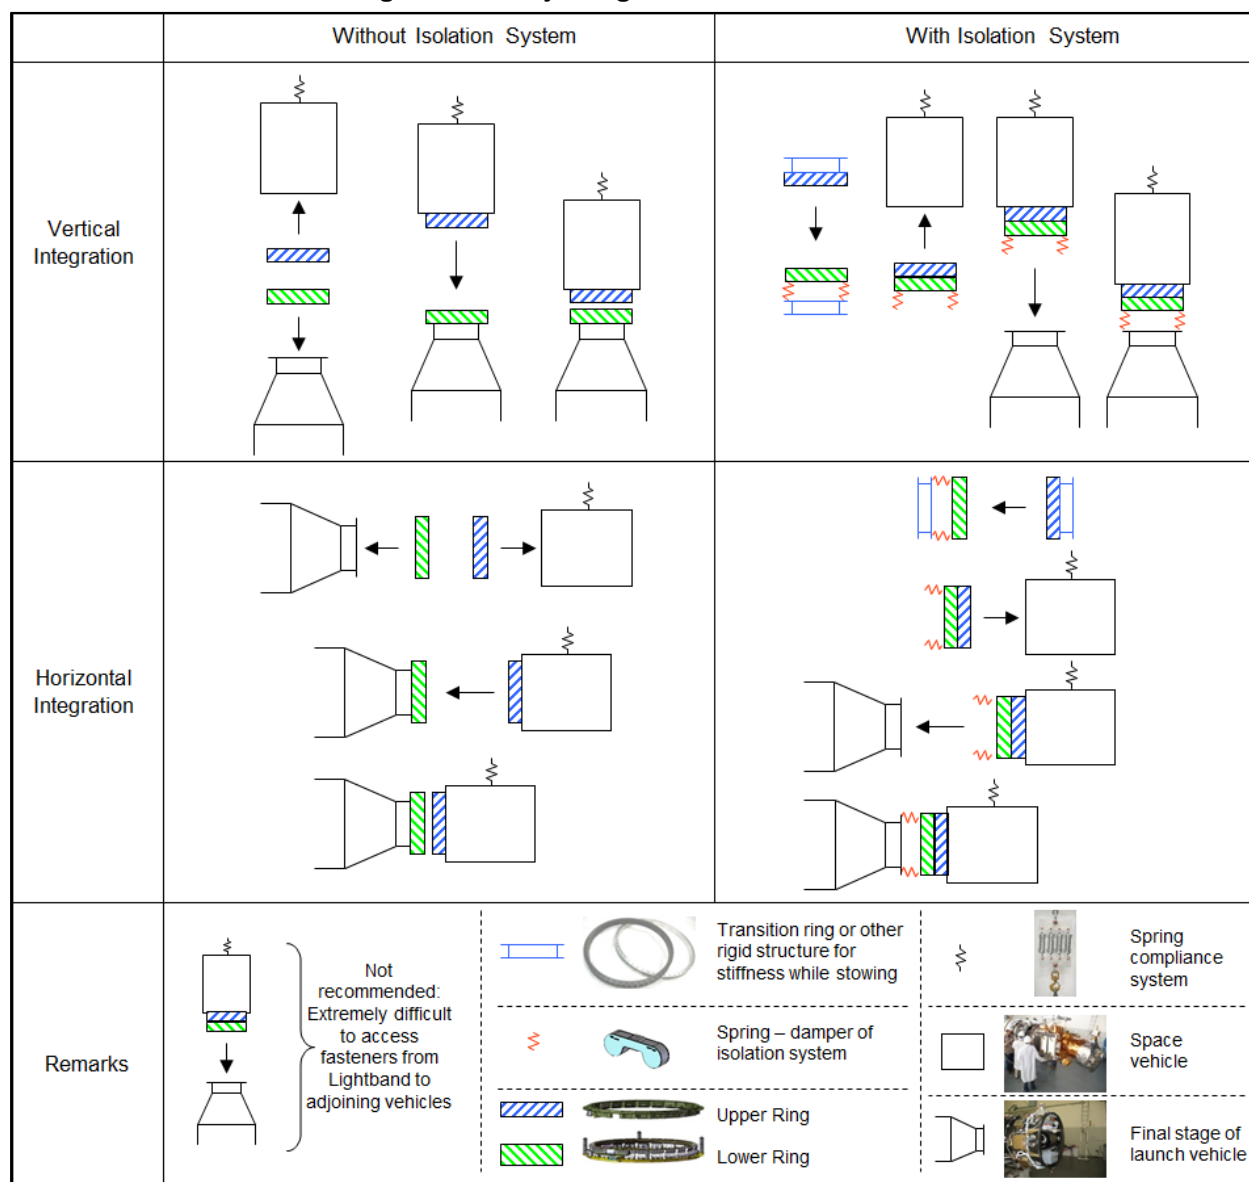 Without Isolation System
With Isolation System
Vertical
Integration
Horizontal
Integration
Remarks
Not
recommended:
Extremely difficult
to access
fasteners from
Lightband to
adjoining vehicles
Transition ring or other
rigid structure for
stiffness while stowing
Spring – damper of
isolation system
Upper Ring
Lower Ring
Spring
compliance
system
Space
vehicle
Final stage of
launch vehicle